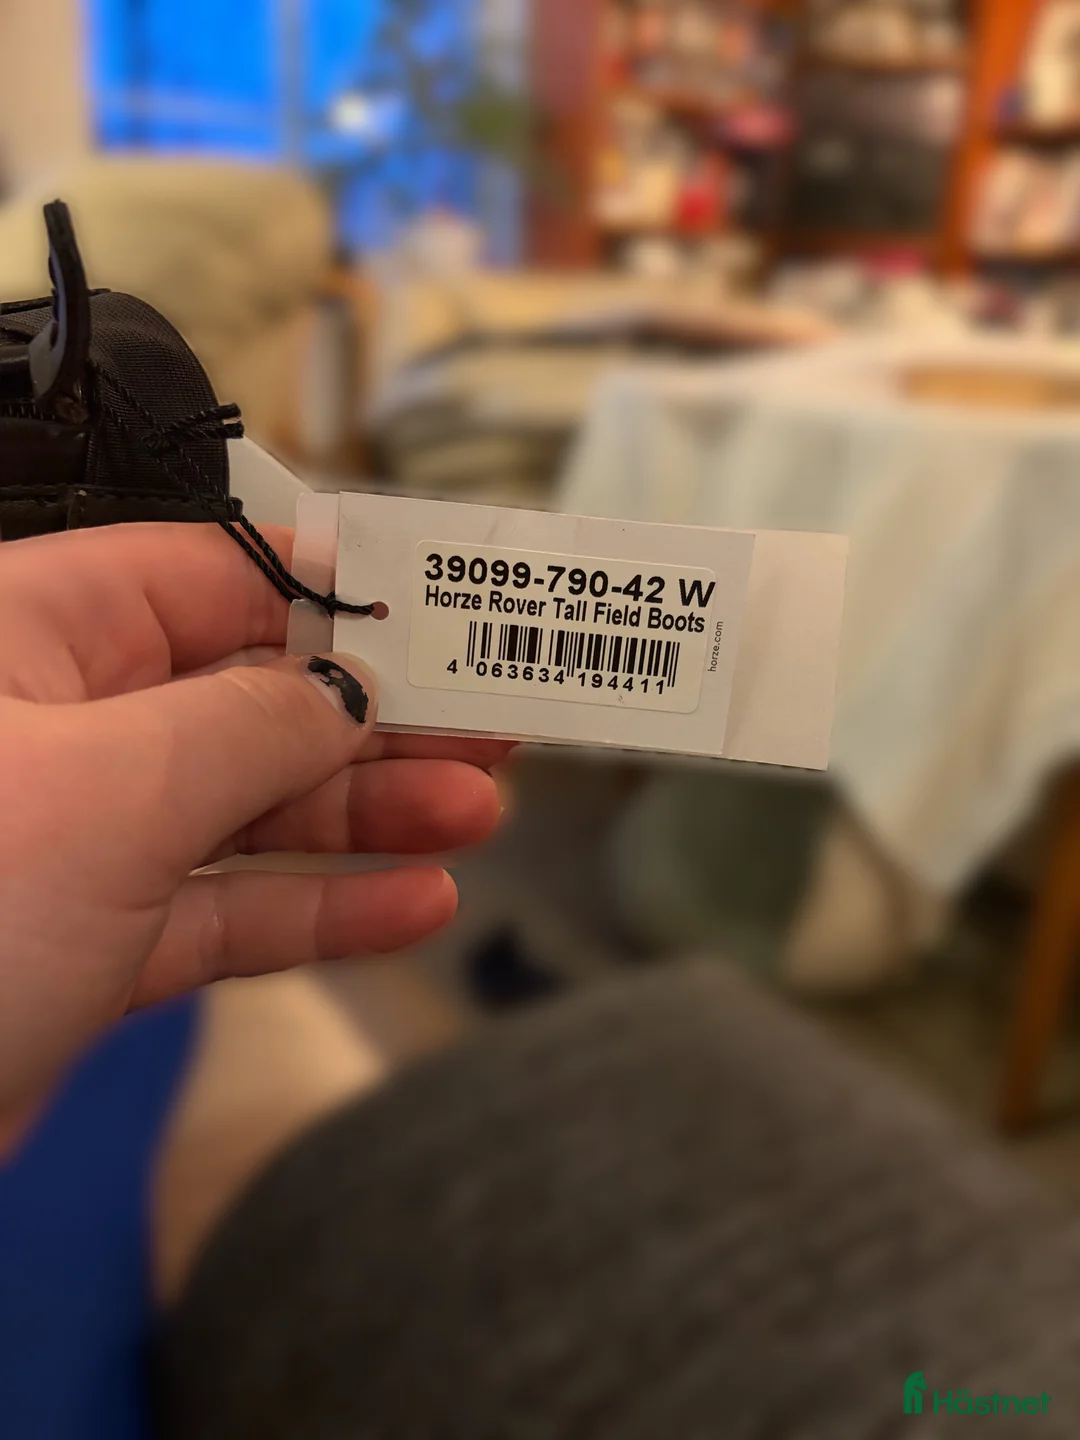 39099-790-42 W
Horze Rover Tall Field Boots
4 063634 194411
horze.com
Hästnet